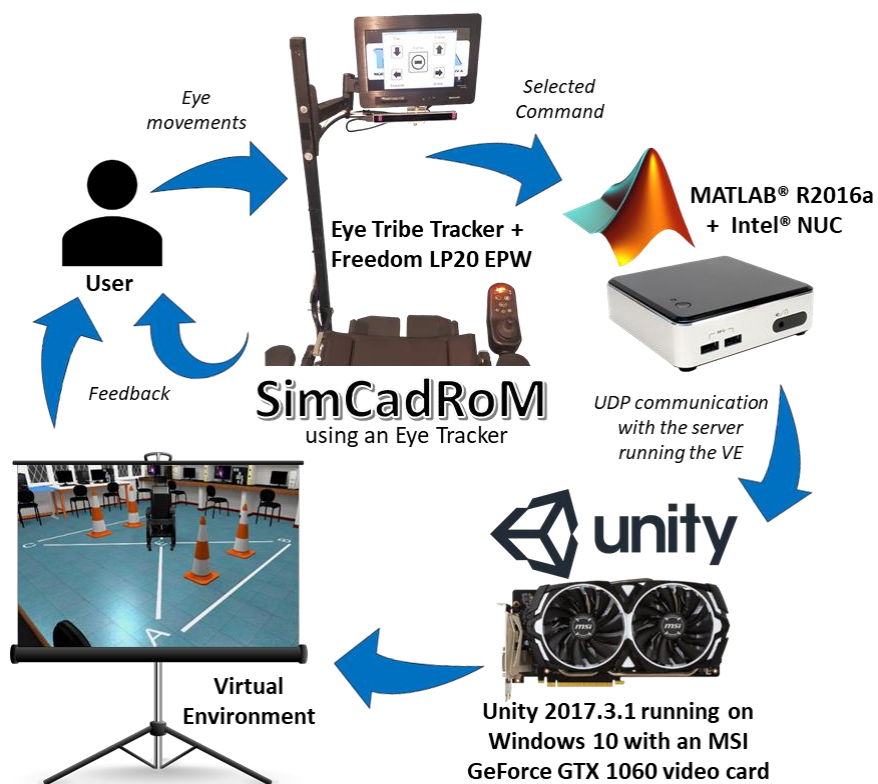 Eye
movements
Selected
Command
MATLAB® R2016a
+ Intel® NUC
Eye Tribe Tracker +
Freedom LP20 EPW
User
Feedback
SimCadRoM
using an Eye Tracker
UDP communication
with the server
running the VE
unity
msi
msi
C
E
B
A
Virtual
Environment
Unity 2017.3.1 running on
Windows 10 with an MSI
GeForce GTX 1060 video card